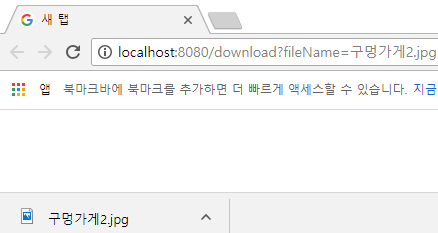 새 탭
localhost:8080/download?fileName=구멍가게2.jpg
앱 북마크바에 북마크를 추가하면 더 빠르게 액세스할 수 있습니다. 지금
구멍가게2.jpg